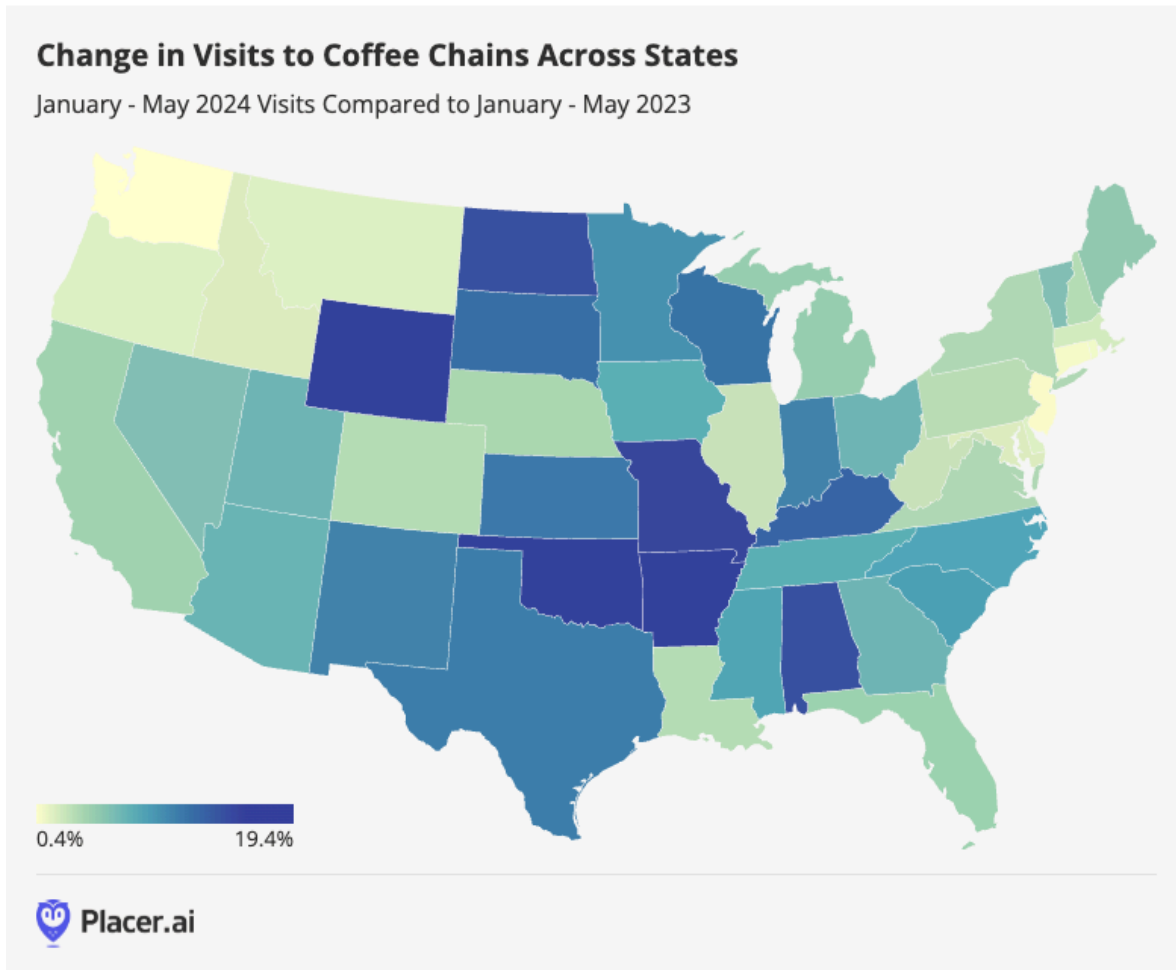 Change in Visits to Coffee Chains Across States
January - May 2024 Visits Compared to January - May 2023
0.4% 19.4%
Placer.ai